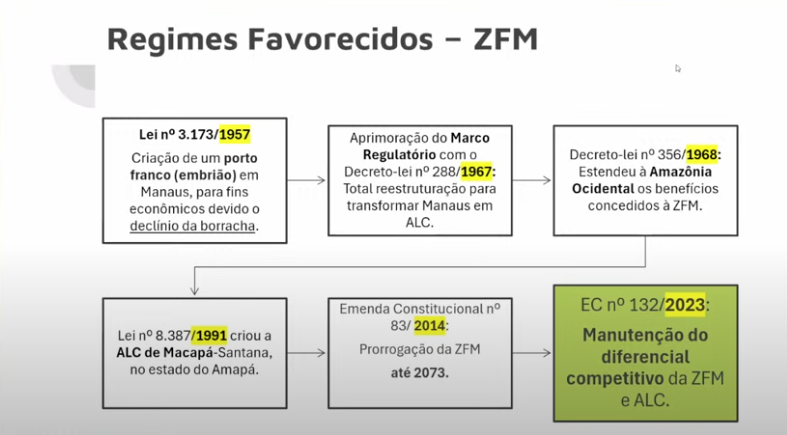 Regimes Favorecidos – ZFM
Lei nº 3.173/1957
Criação de um porto
franco (embrião) em
Manaus, para fins
econômicos devido o
declínio da borracha.
Aprimoração do Marco
Regulatório com o
Decreto-lei nº 288/1967:
Total reestruturação para
transformar Manaus em
ALC.
Decreto-lei nº 356/1968:
Estendeu à Amazônia
Ocidental os benefícios
concedidos à ZFM.
Lei nº 8.387/1991 criou a
ALC de Macapá-Santana,
no estado do Amapá.
Emenda Constitucional nº
83/ 2014:
Prorrogação da ZFM
até 2073.
EC nº 132/2023:
Manutenção do
diferencial
competitivo da ZFM
e ALC.